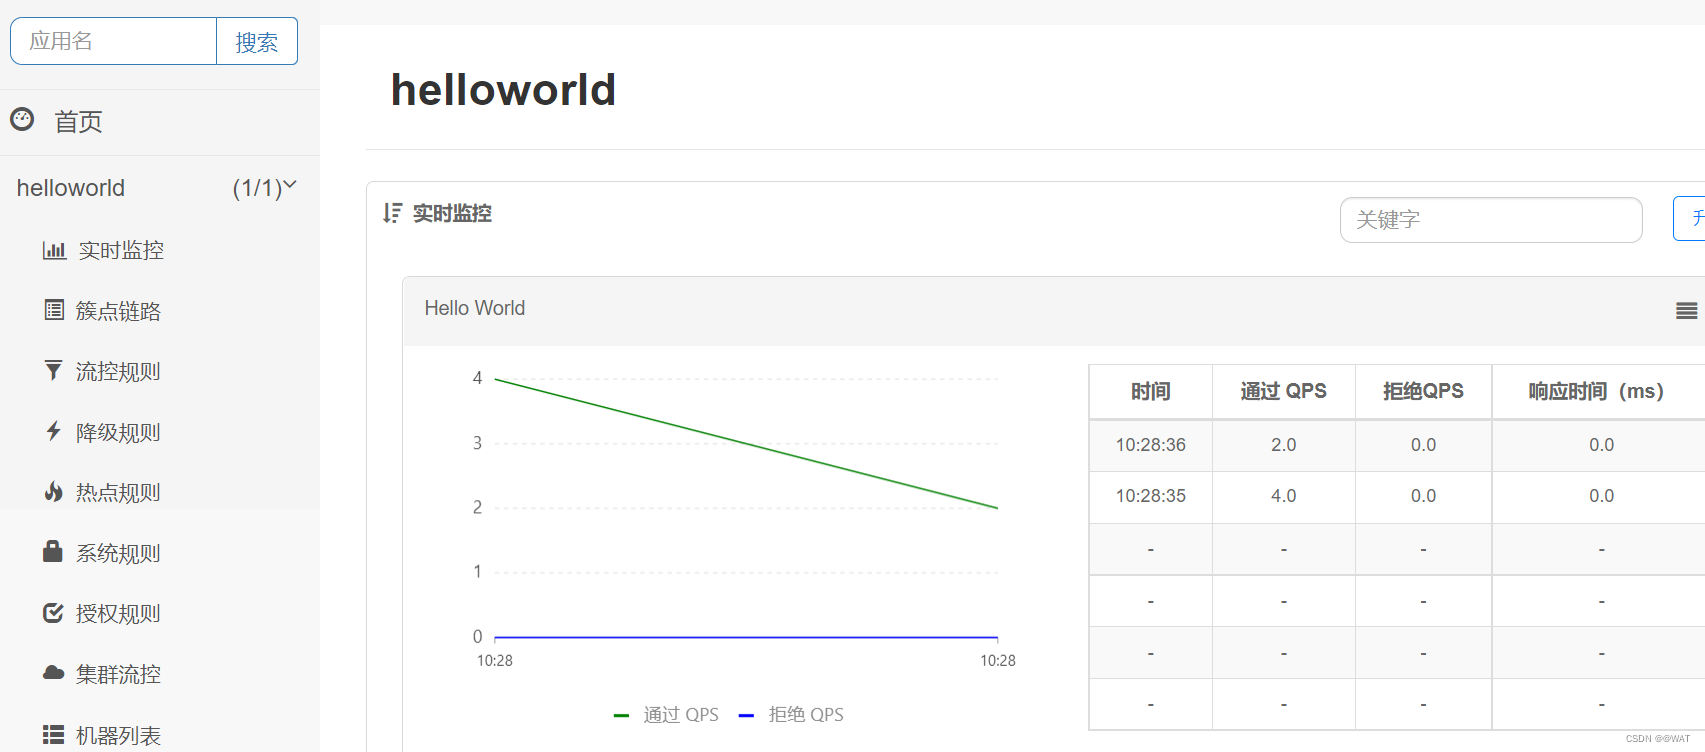 应用名 搜索
首页
helloworld (1/1)
实时监控
簇点链路
流控规则
降级规则
热点规则
系统规则
授权规则
集群流控
机器列表
helloworld
实时监控 关键字
Hello World
4
3
2
1
0
10:28 10:28
通过 QPS 拒绝 QPS
时间 通过 QPS 拒绝QPS 响应时间（ms）
10:28:36 2.0 0.0 0.0
10:28:35 4.0 0.0 0.0
- - - -
- - - -
- - - -
- - - -
CSDN @@WAT